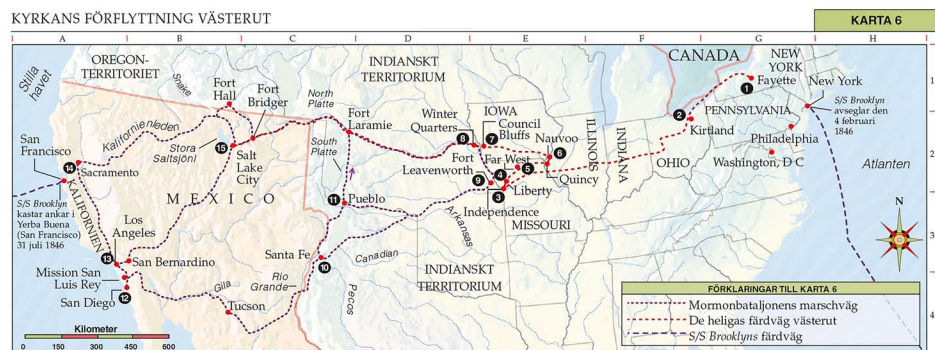 KYRKANS FÖRFLYTTNING VÄSTERUT
KARTA 6
A
B
C
D
E
F
G
H
1
2
3
4
Stilla
havet
OREGON-
TERRITORIET
Snake
Fort
Hall
Fort
Bridger
North
Platte
INDIANSKT
TERRITORIUM
CANADA
NEW
YORK
Fayette
New York
S/S Brooklyn
avseglar den
4 februari
1846
PENNSYLVANIA
Philadelphia
Washington, D C
Kirtland
OHIO
Atlanten
San
Francisco
Kalifornienleden
Stora
Saltsjön
Salt
Lake
City
Sacramento
South
Platte
Fort
Laramie
Winter
Quarters
IOWA
Council
Bluffs
Nauvoo
ILLINOIS
INDIANA
Fort
Leavenworth
Far West
Liberty
Quincy
Independence
MISSOURI
Arkansas
Pueblo
MEXICO
KALIFORNIEN
S/S Brooklyn
kastar ankar i
Yerba Buena
(San Francisco)
31 juli 1846
Los
Angeles
San Bernardino
Mission San
Luis Rey
San Diego
Santa Fe
Canadian
Rio
Grande
Gila
Tucson
Pecos
INDIANSKT
TERRITORIUM
1
2
3
4
5
6
7
8
9
10
11
12
13
14
15
N
FÖRKLARINGAR TILL KARTA 6
Mormonbataljonens marschväg
De heligas färdväg västerut
S/S Brooklyns färdväg
Kilometer
0 150 300 450 600